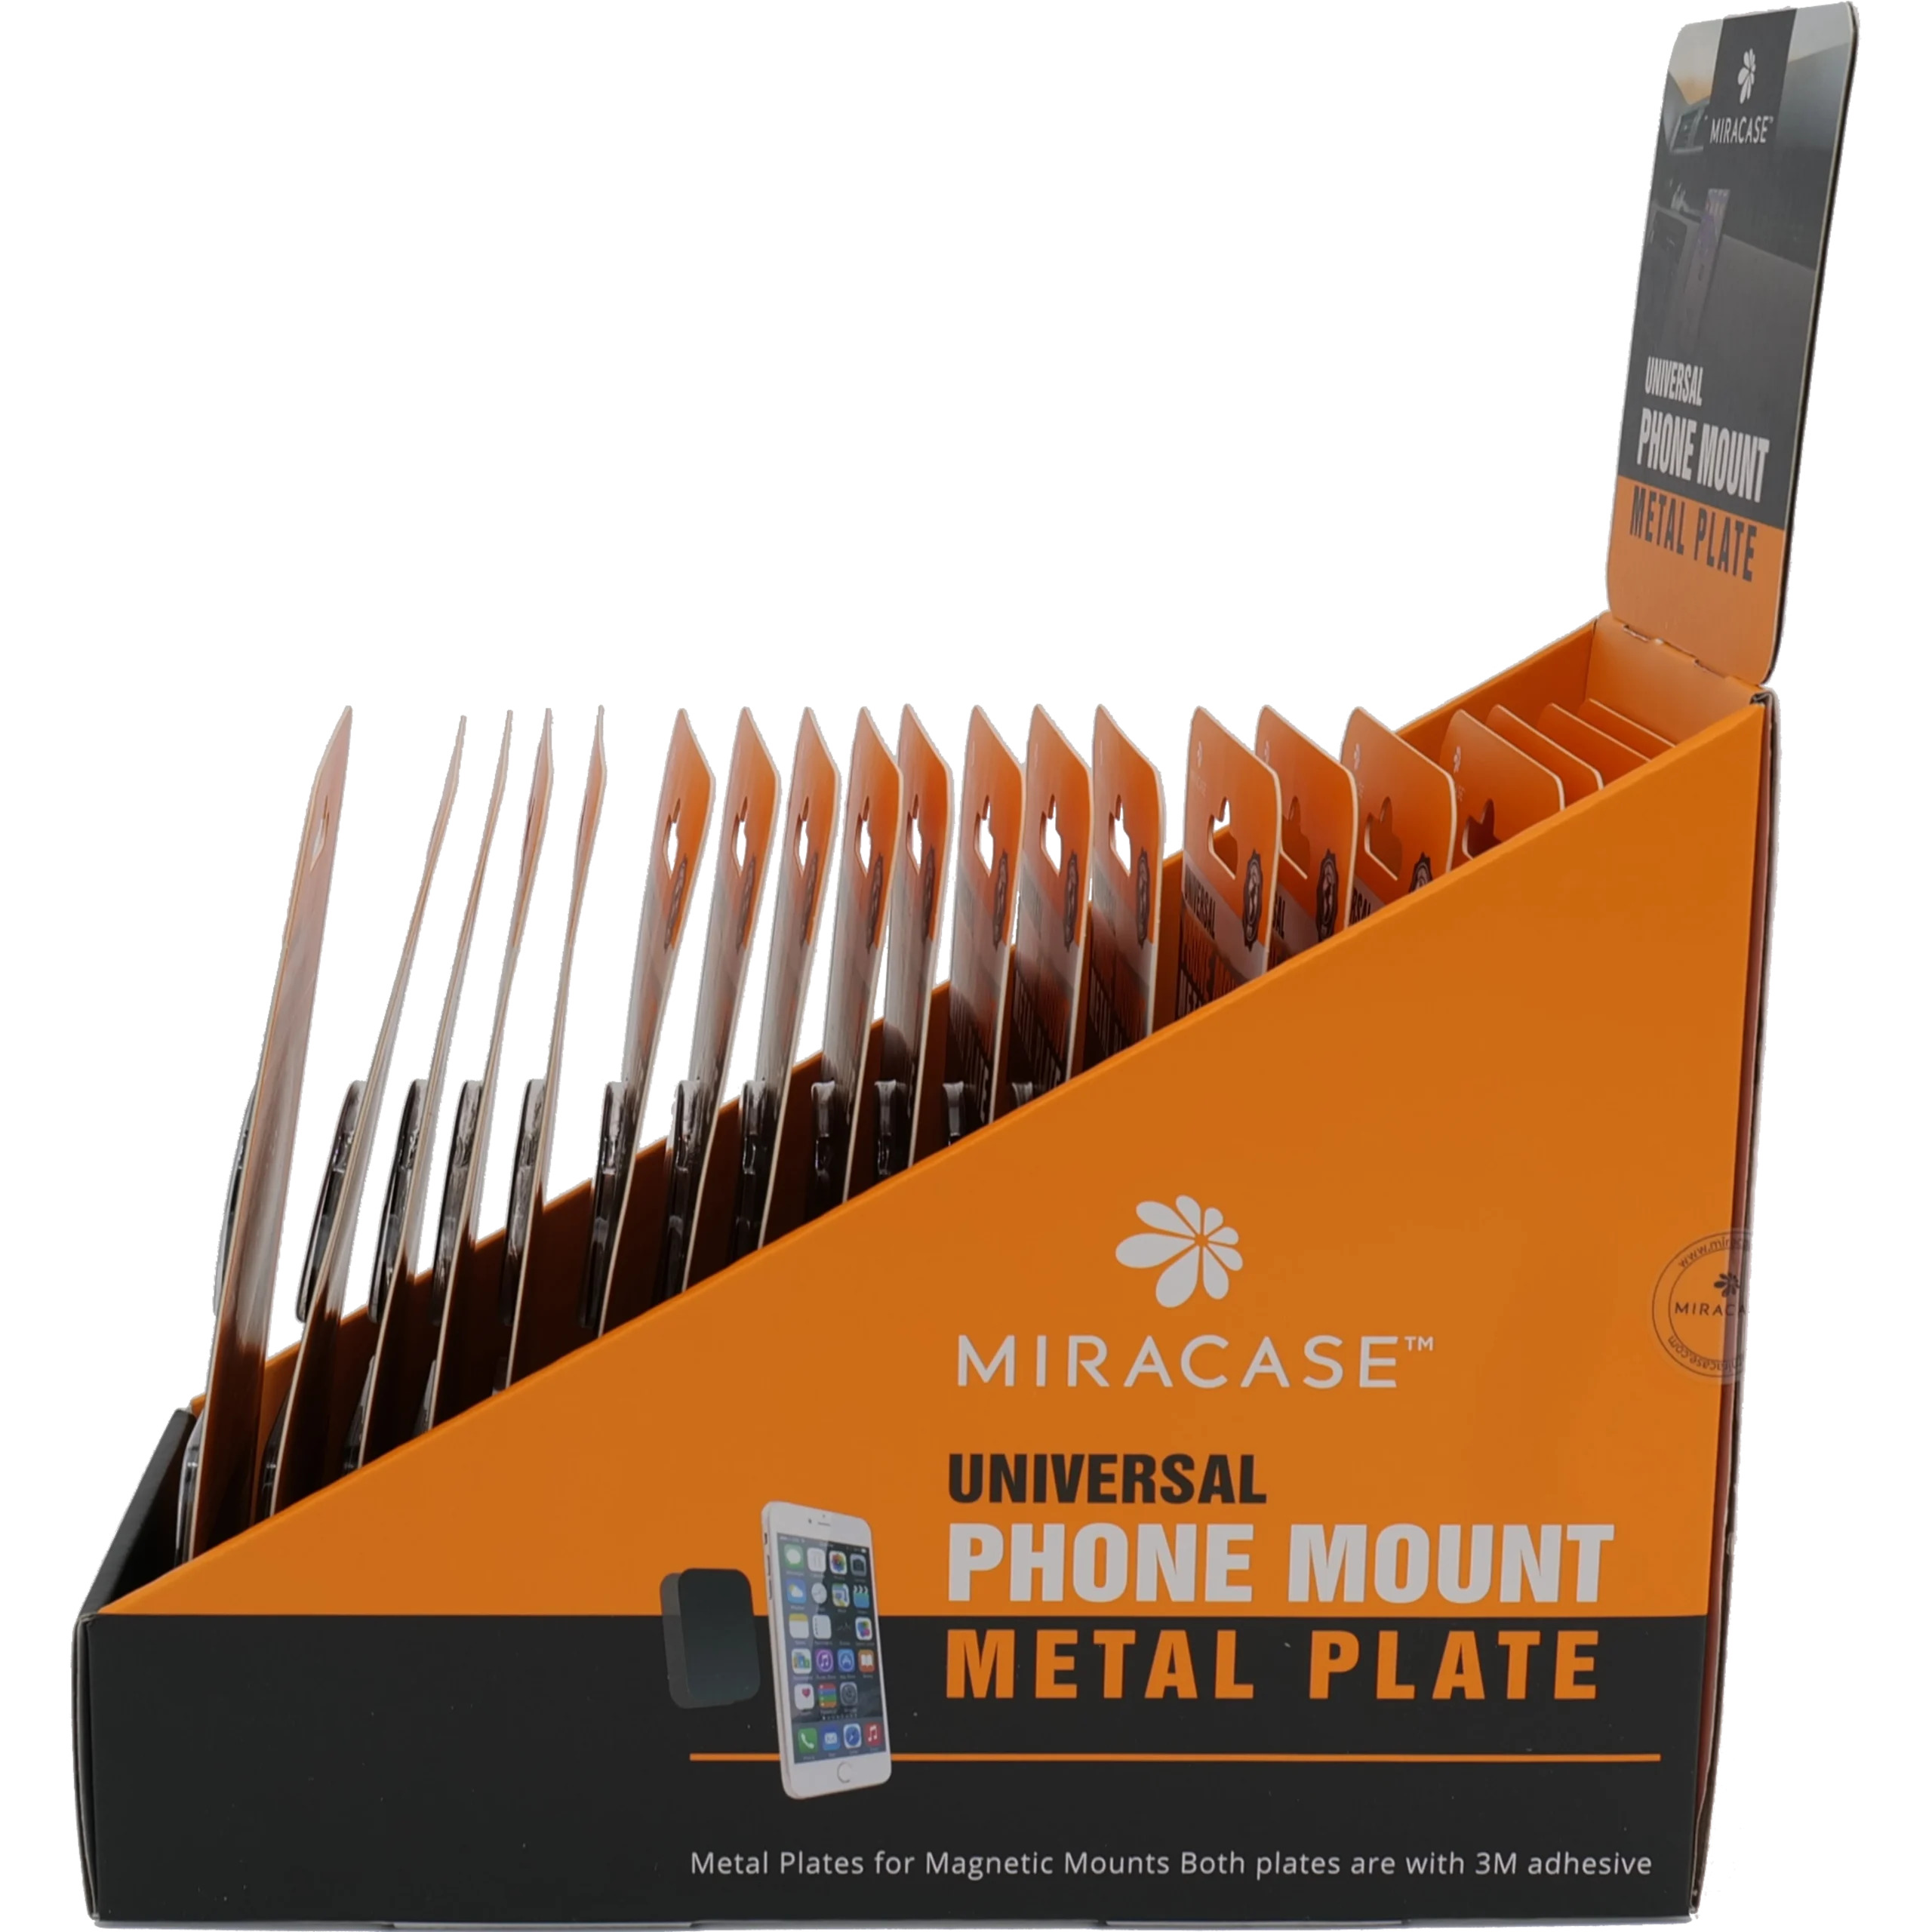 MIRACASE™
UNIVERSAL
PHONE MOUNT
METAL PLATE
UNIVERSAL
MIRACASE™
UNIVERSAL
PHONE MOUNT
METAL PLATE
Metal Plates for Magnetic Mounts Both plates are with 3M adhesive